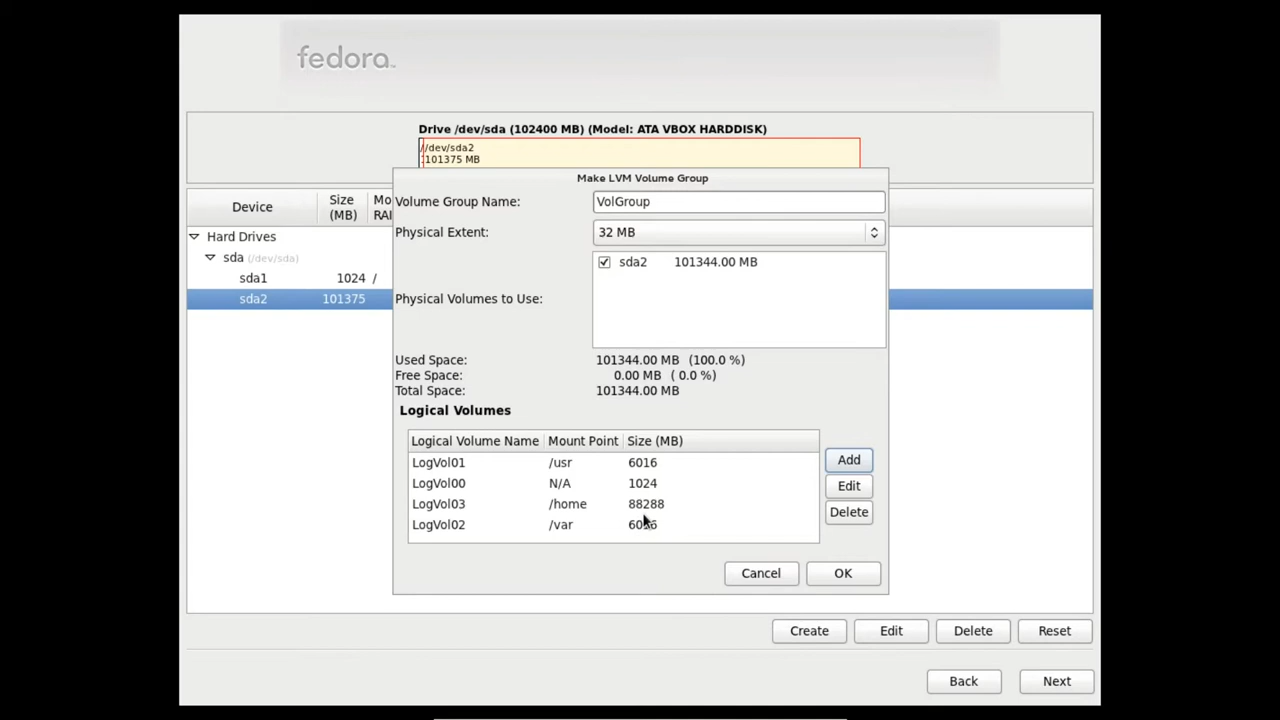 fedora
Drive /dev/sda (102400 MB) (Model: ATA VBOX HARDDISK)
/dev/sda2
101375 MB
Make LVM Volume Group
Device
Size
(MB)
Volume Group Name: VolGroup
Physical Extent: 32 MB
Hard Drives
sda (/dev/sda)
sda1 1024 /
sda2 101375
sda2 101344.00 MB
Physical Volumes to Use:
Used Space: 101344.00 MB (100.0 %)
Free Space: 0.00 MB ( 0.0 %)
Total Space: 101344.00 MB
Logical Volumes
Logical Volume Name Mount Point Size (MB)
LogVol01 /usr 6016
LogVol00 N/A 1024
LogVol03 /home 88288
LogVol02 /var
Add
Edit
Delete
Cancel OK
Create Edit Delete Reset
Back Next